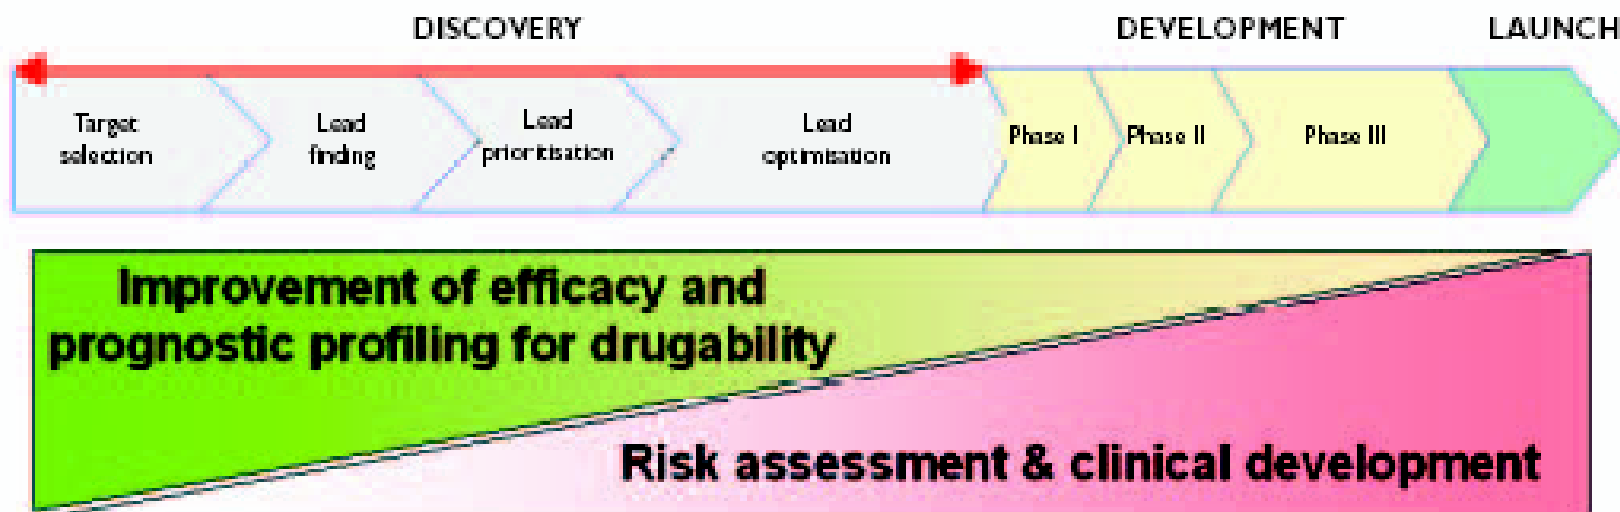 DISCOVERY DEVELOPMENT LAUNCH
Target
selection
Lead
finding
Lead
prioritisation
Lead
optimisation
Phase I
Phase II
Phase III
Improvement of efficacy and
prognostic profiling for drugability
Risk assessment & clinical development